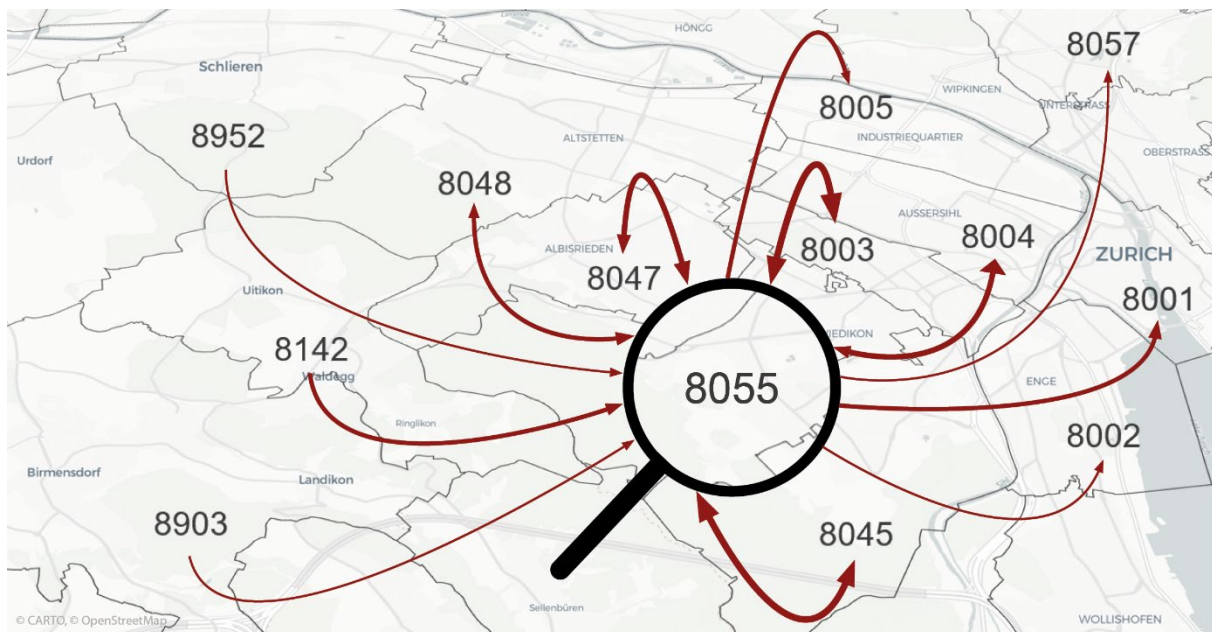 HÖNGG
8057
Schlieren
8005
WIPKINGEN
UNTERSTRASS
8952
ALTSTETTEN
INDUSTRIEQUARTIER
OBERSTRASS
Urdorf
8048
AUSSERSIHL
8004
ALBISRIEDEN
8003
ZURICH
8047
Uitikon
8001
WIEDIKON
8142
Waldegg
8055
ENGE
Ringlikon
8002
Birmensdorf
Landikon
8903
8045
Sellenbüren
© CARTO, © OpenStreetMap
WOLLISHOFEN